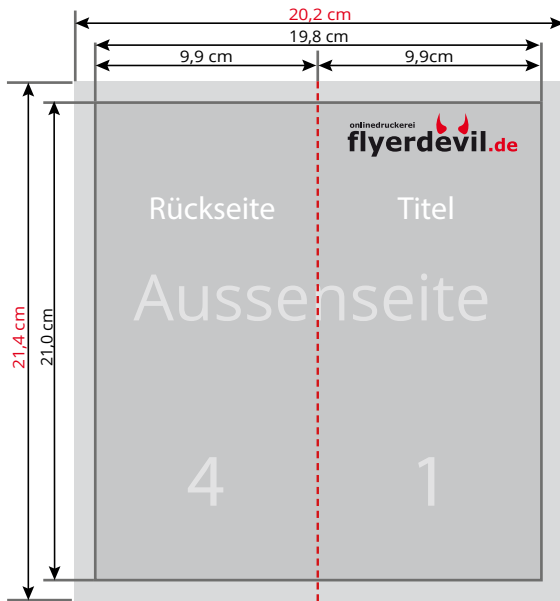 20,2 cm
19,8 cm
9,9 cm
9,9cm
onlinedruckerei
flyerdevil.de
Rückseite
Titel
Aussenseite
21,4 cm
21,0 cm
4
1